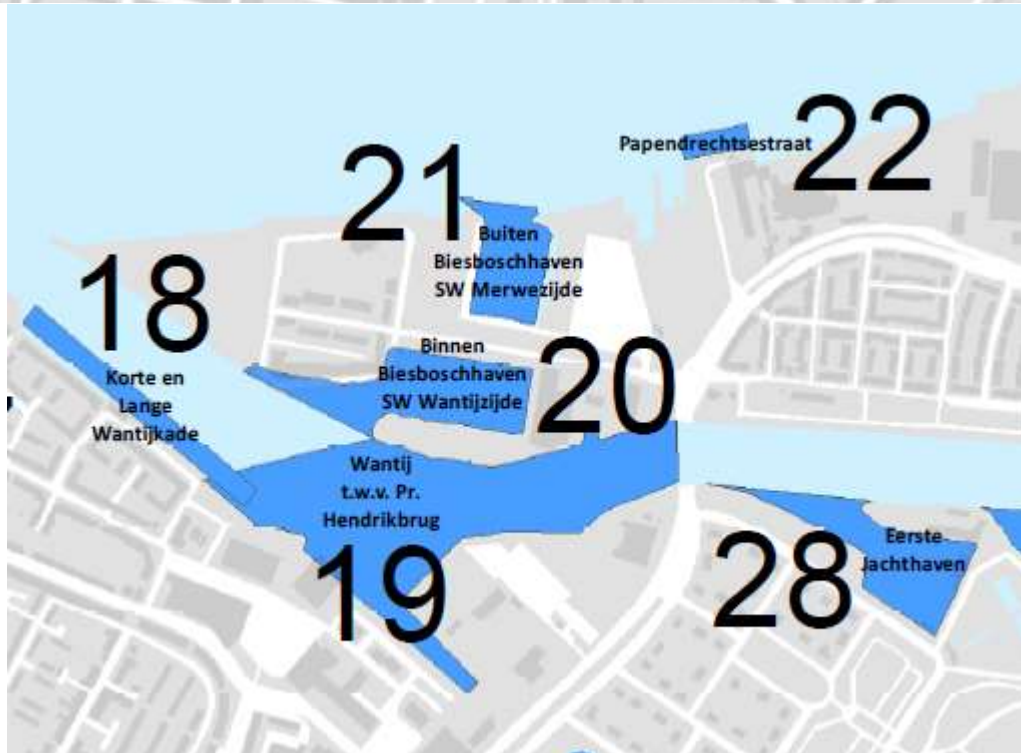 22
Papendrechtsestraat
21
Buiten
Biesboschhaven
SW Merwezijde
18
Korte en
Lange
Wantijkade
Binnen
Biesboschhaven
SW Wantijzijde
20
Wantij
t.w.v. Pr.
Hendrikbrug
19
28
Eerste
Jachthaven